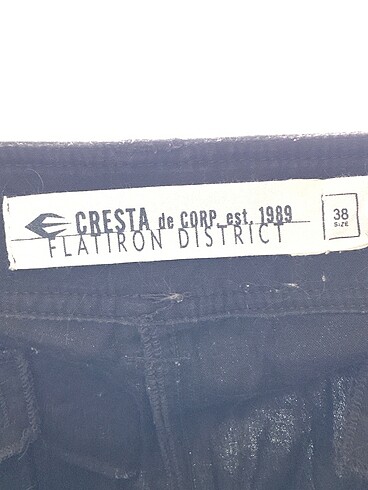 CRESTA de CORP. est. 1989
FLATIRON DISTRICT
38
SIZE